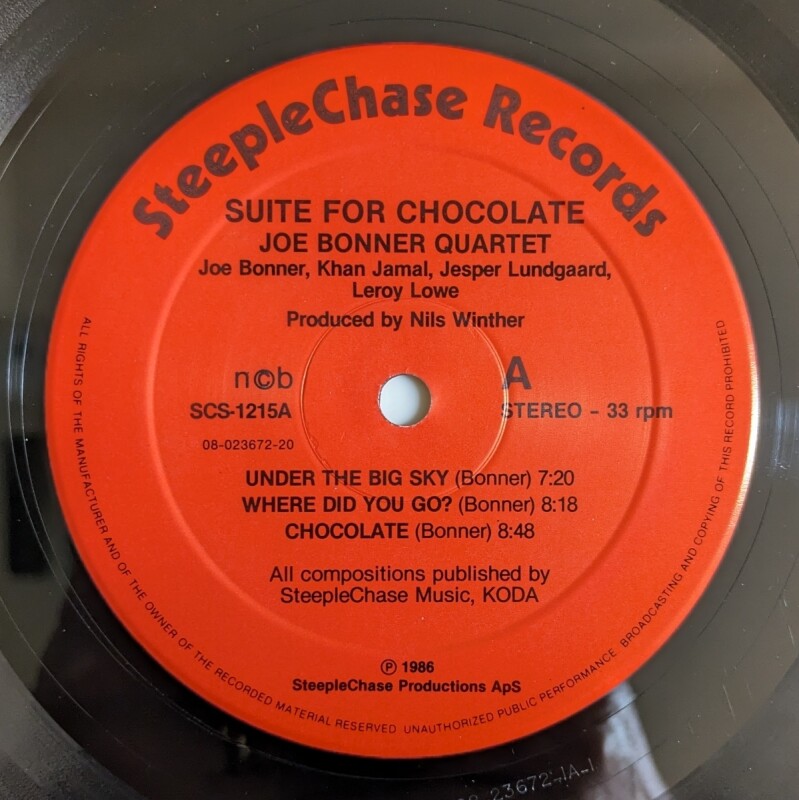 SteepleChase Records
SUITE FOR CHOCOLATE
JOE BONNER QUARTET
Joe Bonner, Khan Jamal, Jesper Lundgaard,
Leroy Lowe
Produced by Nils Winther
n©b
A
SCS-1215A
STEREO - 33 rpm
08-023672-20
UNDER THE BIG SKY (Bonner) 7:20
WHERE DID YOU GO? (Bonner) 8:18
CHOCOLATE (Bonner) 8:48
All compositions published by
SteepleChase Music, KODA
℗ 1986
SteepleChase Productions ApS
ALL RIGHTS OF THE MANUFACTURER AND OF THE OWNER OF THE RECORDED MATERIAL RESERVED UNAUTHORIZED PUBLIC PERFORMANCE BROADCASTING AND COPYING OF THIS RECORD PROHIBITED
23672-1A-1